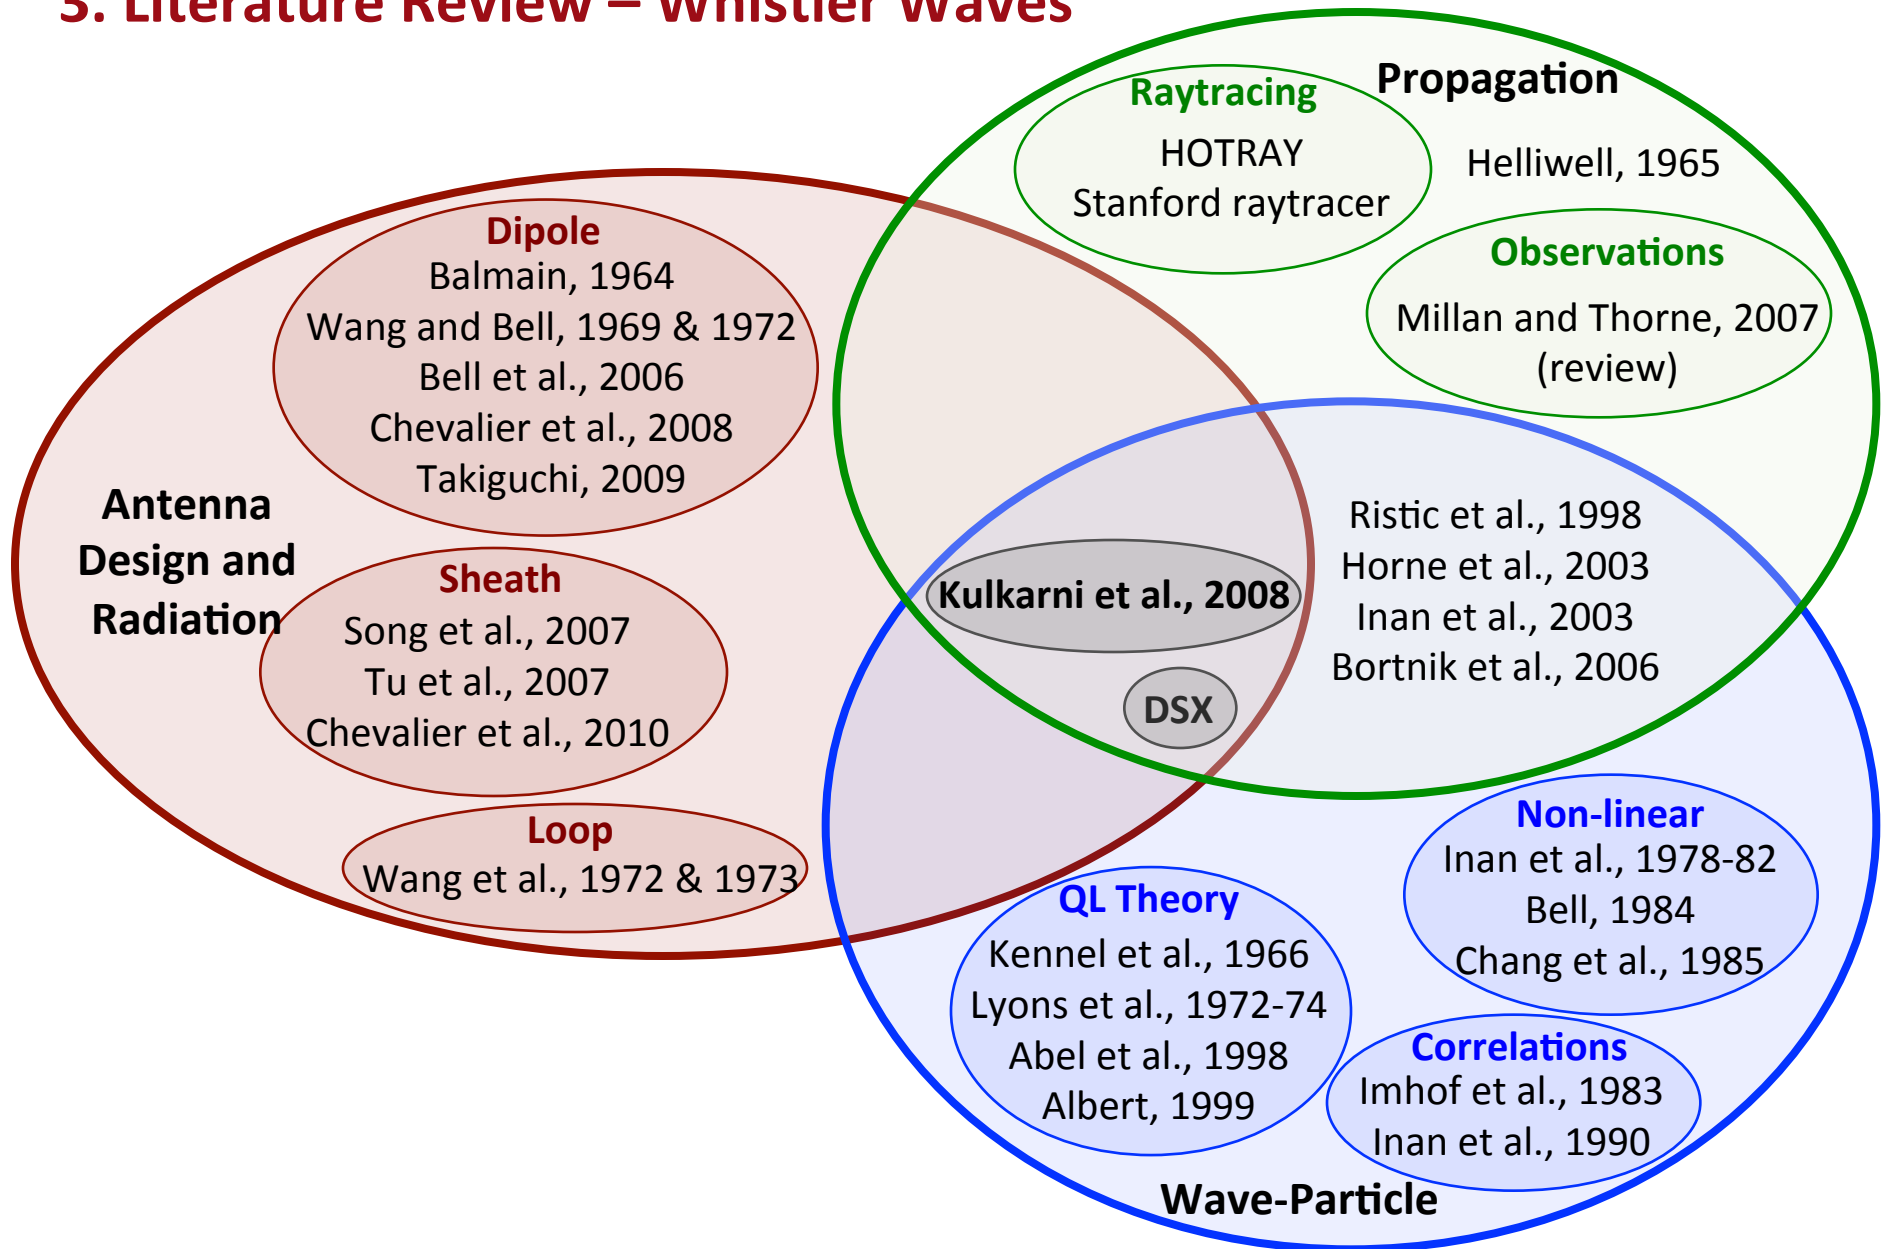 3. Literature Review – Whistler Waves
Propagation
Raytracing
HOTRAY
Stanford raytracer
Helliwell, 1965
Observations
Millan and Thorne, 2007
(review)
Dipole
Balmain, 1964
Wang and Bell, 1969 & 1972
Bell et al., 2006
Chevalier et al., 2008
Takiguchi, 2009
Antenna
Design and
Radiation
Sheath
Song et al., 2007
Tu et al., 2007
Chevalier et al., 2010
Loop
Wang et al., 1972 & 1973
Kulkarni et al., 2008
DSX
Ristic et al., 1998
Horne et al., 2003
Inan et al., 2003
Bortnik et al., 2006
Non-linear
Inan et al., 1978-82
Bell, 1984
Chang et al., 1985
QL Theory
Kennel et al., 1966
Lyons et al., 1972-74
Abel et al., 1998
Albert, 1999
Correlations
Imhof et al., 1983
Inan et al., 1990
Wave-Particle